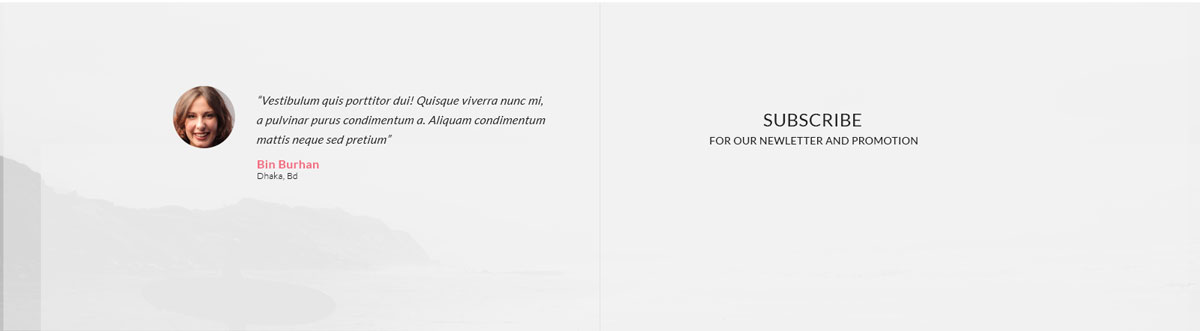 “Vestibulum quis porttitor dui! Quisque viverra nunc mi,
a pulvinar purus condimentum a. Aliquam condimentum
mattis neque sed pretium”
Bin Burhan
Dhaka, Bd
SUBSCRIBE
FOR OUR NEWLETTER AND PROMOTION